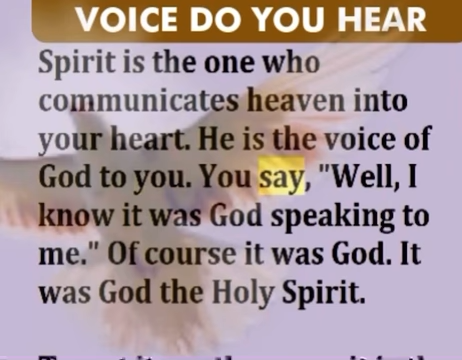 VOICE DO YOU HEAR
Spirit is the one who
communicates heaven into
your heart. He is the voice of
God to you. You say, "Well, I
know it was God speaking to
me." Of course it was God. It
was God the Holy Spirit.